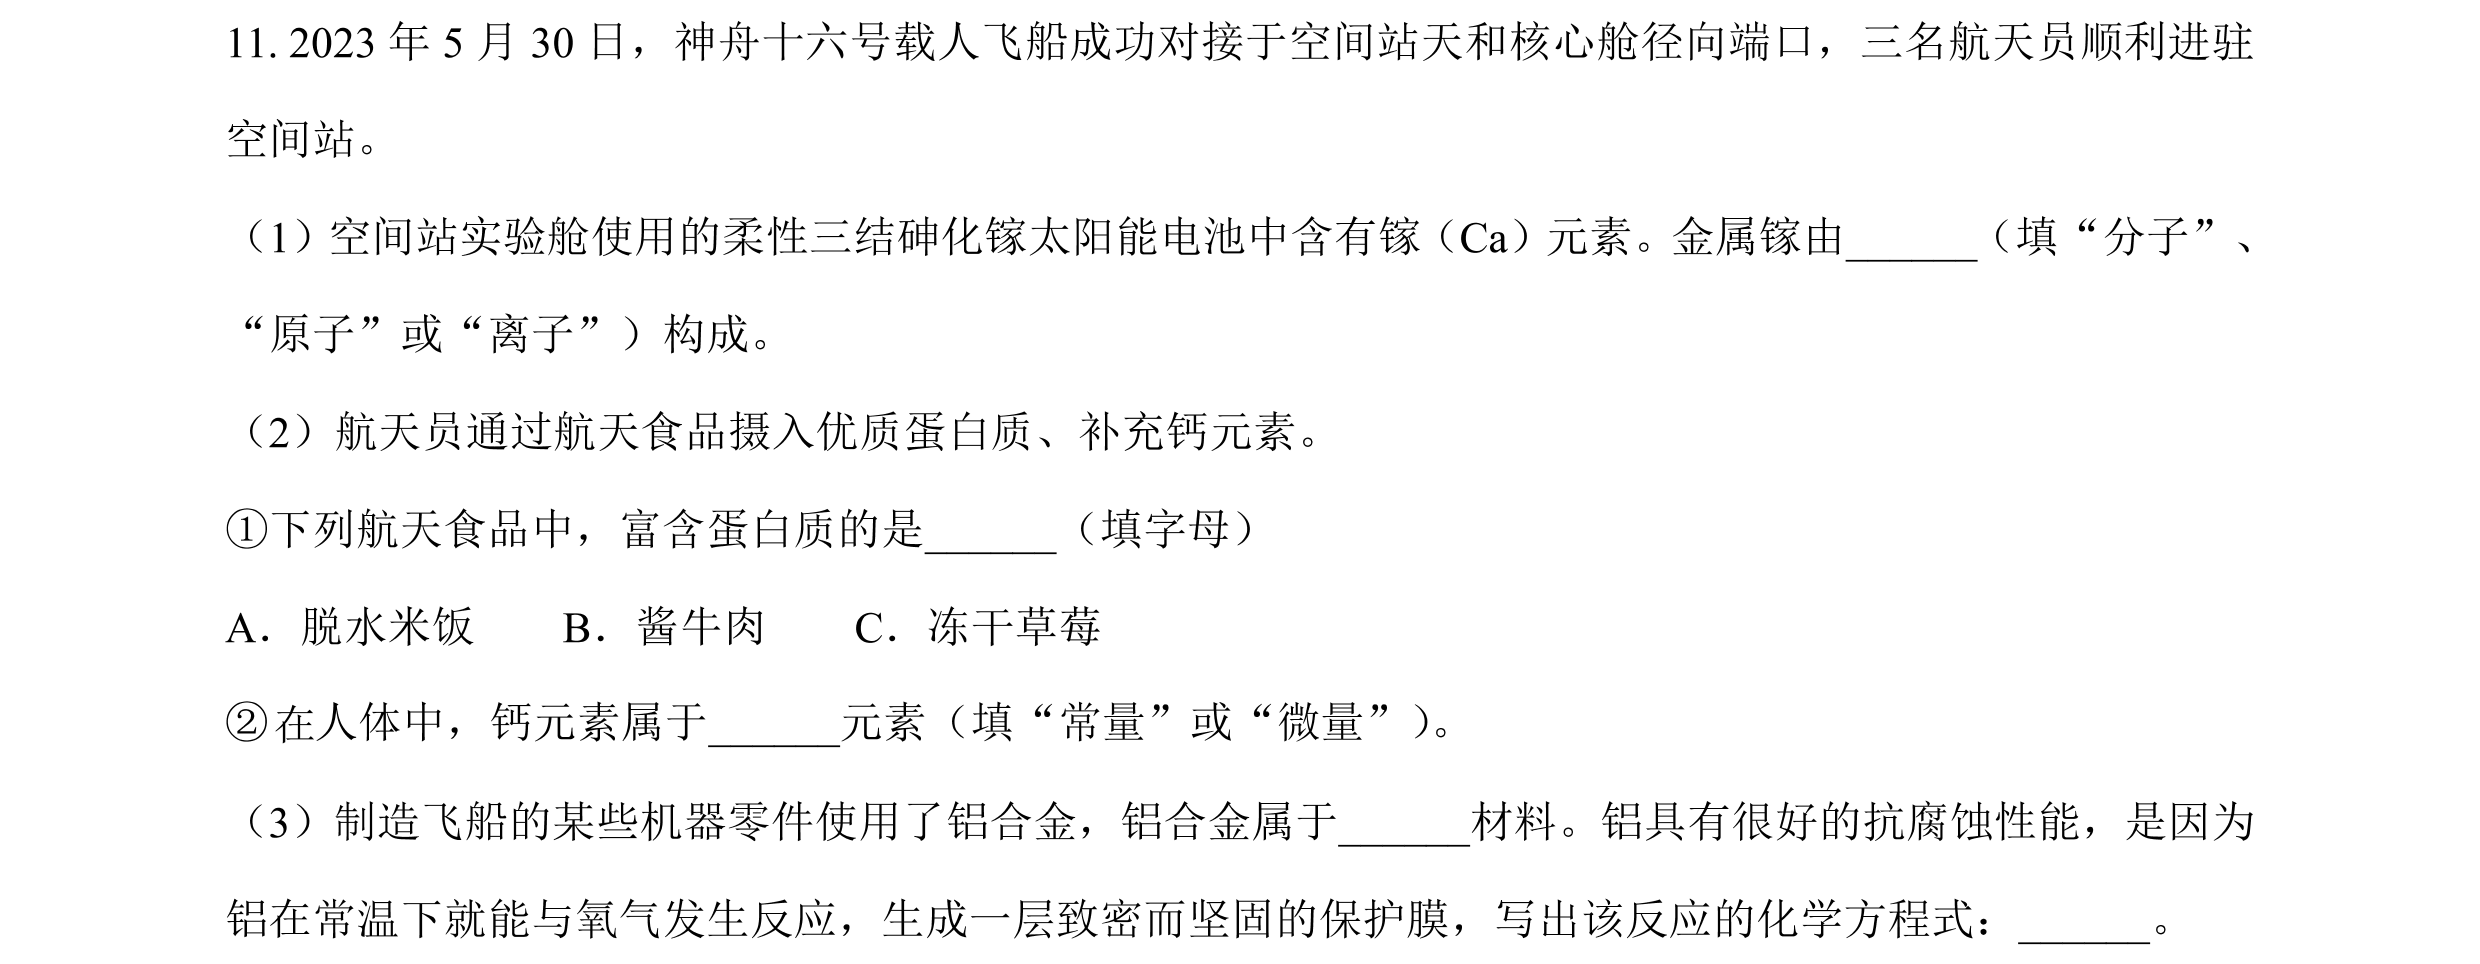 11. 2023 年 5 月 30 日，神舟十六号载人飞船成功对接于空间站天和核心舱径向端口，三名航天员顺利进驻
空间站。
（1）空间站实验舱使用的柔性三结砷化镓太阳能电池中含有镓（Ca）元素。金属镓由______（填“分子”、
“原子”或“离子”）构成。
（2）航天员通过航天食品摄入优质蛋白质、补充钙元素。
①下列航天食品中，富含蛋白质的是______（填字母）
A．脱水米饭 B．酱牛肉 C．冻干草莓
②在人体中，钙元素属于______元素（填“常量”或“微量”）。
（3）制造飞船的某些机器零件使用了铝合金，铝合金属于______材料。铝具有很好的抗腐蚀性能，是因为
铝在常温下就能与氧气发生反应，生成一层致密而坚固的保护膜，写出该反应的化学方程式：______。